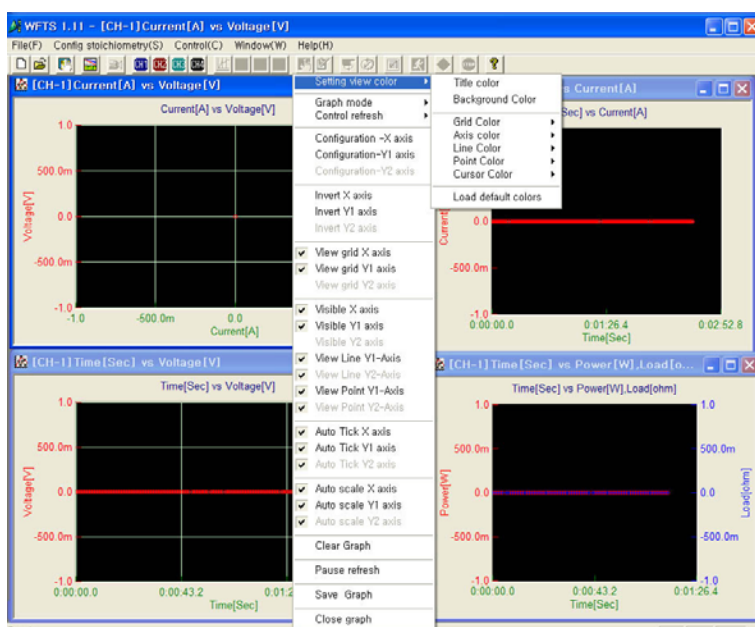 WFTS 1.11 - [CH-1]Current[A] vs Voltage[V]
File(F) Config stoichiometry(S) Control(C) Window(W) Help(H)
CH1 CH2 CH3 CH4
[CH-1]Current[A] vs Voltage[V]
Current[A] vs Voltage[V]
1.0
500.0m
0.0
-500.0m
-1.0
Voltage[V]
-1.0 -500.0m 0.0
Current[A]
Setting view color
Graph mode
Control refresh
Configuration -X axis
Configuration-Y1 axis
Configuration-Y2 axis
Invert X axis
Invert Y1 axis
Invert Y2 axis
View grid X axis
View grid Y1 axis
View grid Y2 axis
Visible X axis
Visible Y1 axis
Visible Y2 axis
View Line Y1-Axis
View Line Y2-Axis
View Point Y1-Axis
View Point Y2-Axis
Auto Tick X axis
Auto Tick Y1 axis
Auto Tick Y2 axis
Auto scale X axis
Auto scale Y1 axis
Auto scale Y2 axis
Clear Graph
Pause refresh
Save Graph
Close graph
Title color
Background Color
Grid Color
Axis color
Line Color
Point Color
Cursor Color
Load default colors
s Current[A]
Sec] vs Current[A]
0.0
-500.0m
-1.0
Current[
0:00:00.0 0:01:26.4 0:02:52.8
Time[Sec]
[CH-1]Time[Sec] vs Voltage[V]
Time[Sec] vs Voltage[V]
1.0
500.0m
0.0
-500.0m
-1.0
Voltage[V]
0:00:00.0 0:00:43.2 0:01:2
Time[Sec]
[CH-1]Time[Sec] vs Power[W],Load[o...
Time[Sec] vs Power[W],Load[ohm]
1.0 1.0
500.0m 500.0m
0.0 0.0
-500.0m -500.0m
-1.0 -1.0
Power[W]
Load[ohm]
0:00:00.0 0:00:43.2 0:01:26.4
Time[Sec]